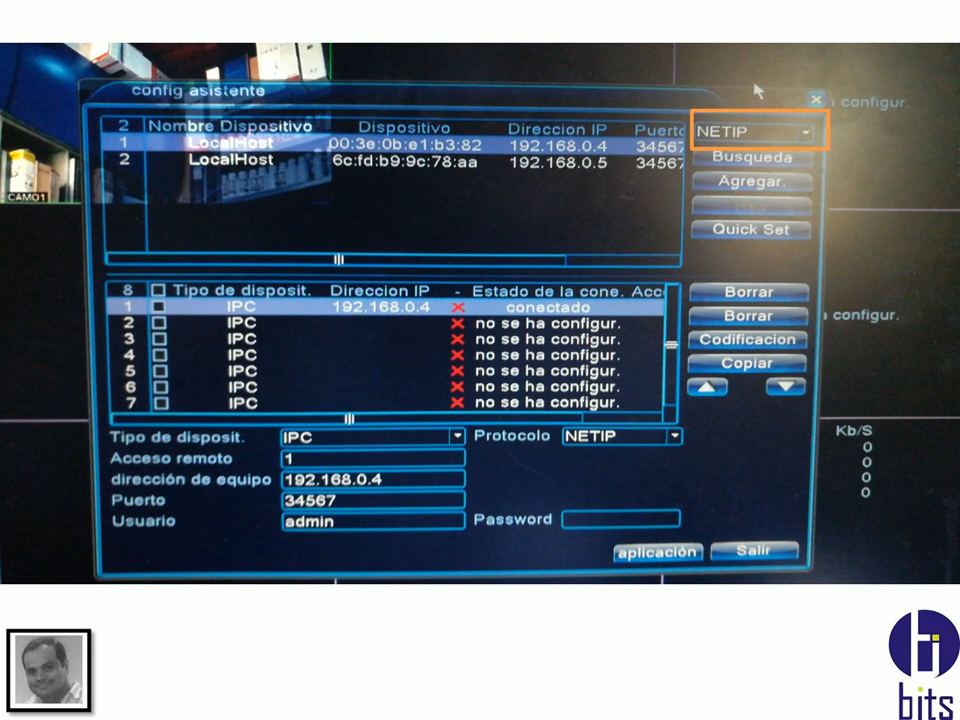 config asistente
a configur.
2 Nombre Dispositivo Dispositivo Direccion IP Puerto
NETIP
1 LocalHost 00:3e:0b:e1:b3:82 192.168.0.4 34567
2 LocalHost 6c:fd:b9:9c:78:aa 192.168.0.5 34567
Busqueda
Agregar.
CAM01
Quick Set
8 Tipo de disposit. Direccion IP - Estado de la cone. Acc
Borrar
1 IPC 192.168.0.4 conectado
2 IPC no se ha configur.
Borrar
configur.
3 IPC no se ha configur.
Codificacion
4 IPC no se ha configur.
5 IPC no se ha configur.
Copiar
6 IPC no se ha configur.
7 IPC no se ha configur.
Tipo de disposit. IPC Protocolo NETIP
Kb/S
Acceso remoto 1
0
0
dirección de equipo 192.168.0.4
0
Puerto 34567
0
Usuario admin Password
aplicación Salir
bits